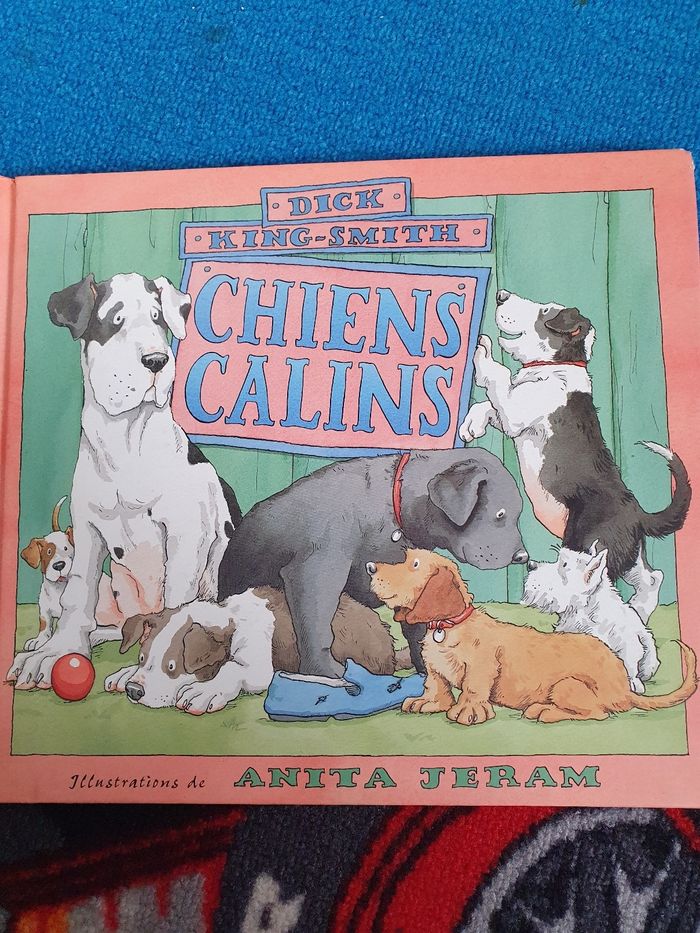 DICK
KING-SMITH
CHIENS
CALINS
Illustrations de ANITA JERAM